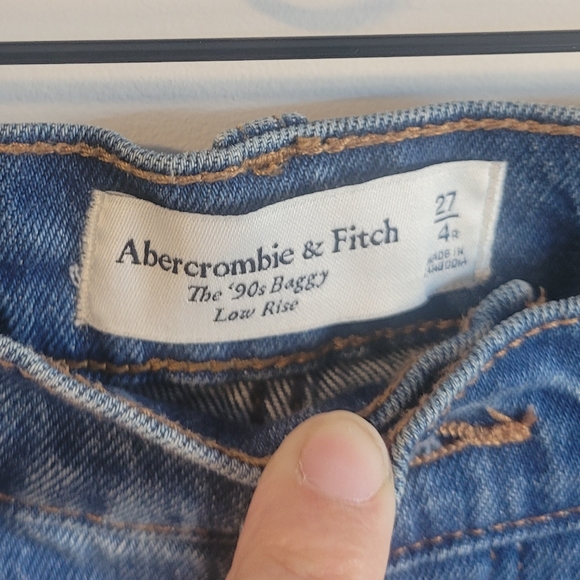 Abercrombie & Fitch
The '90s Baggy
Low Rise
27
4R
MADE IN
CAMBODIA